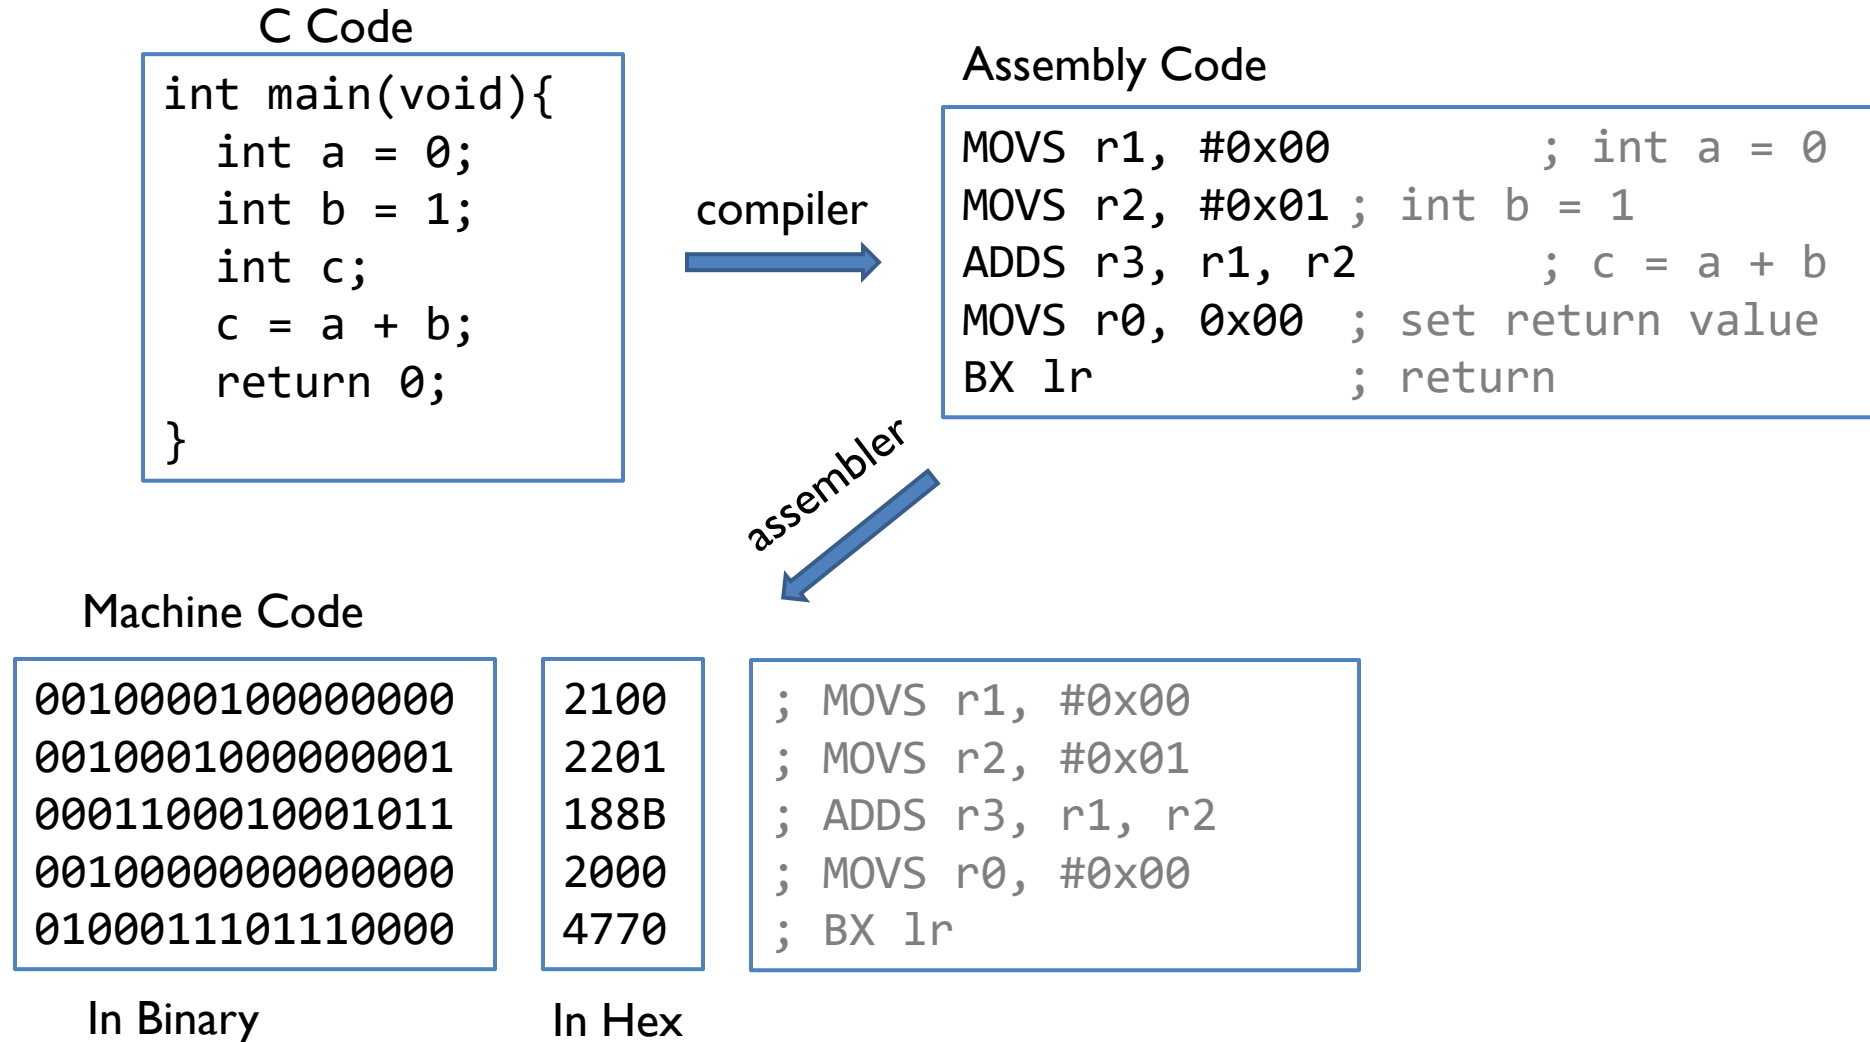 C Code
int main(void){
  int a = 0;
  int b = 1;
  int c;
  c = a + b;
  return 0;
}
compiler
Assembly Code
MOVS r1, #0x00        ; int a = 0
MOVS r2, #0x01 ; int b = 1
ADDS r3, r1, r2       ; c = a + b
MOVS r0, 0x00  ; set return value
BX lr          ; return
assembler
Machine Code
0010000100000000
0010001000000001
0001100010001011
0010000000000000
0100011101110000
In Binary
2100
2201
188B
2000
4770
In Hex
; MOVS r1, #0x00
; MOVS r2, #0x01
; ADDS r3, r1, r2
; MOVS r0, #0x00
; BX lr